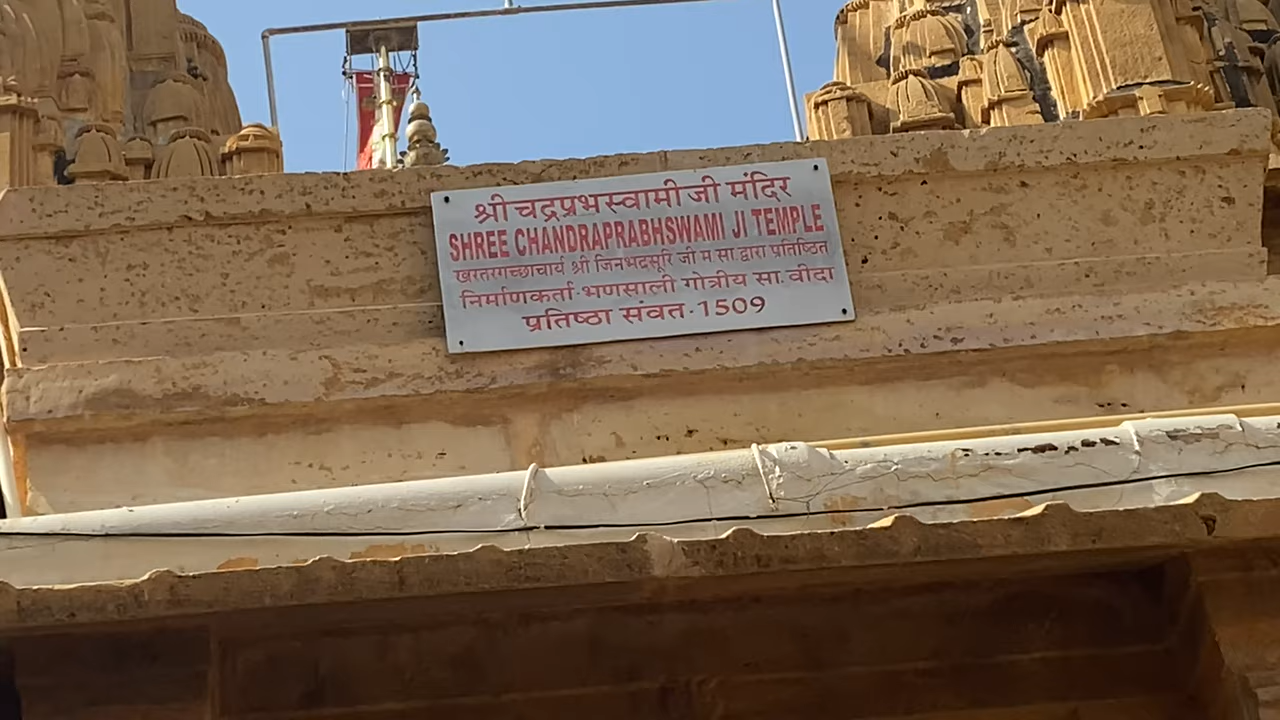 श्री चद्रप्रभस्वामी जी मंदिर
SHREE CHANDRAPRABHSWAMI JI TEMPLE
खरतरगच्छाचार्य श्री जिनभद्रसूरि जी म.सा.द्वारा प्रतिष्ठित
निर्माणकर्ता-भणसाली गोत्रीय सा. वीदा
प्रतिष्ठा संवत-1509